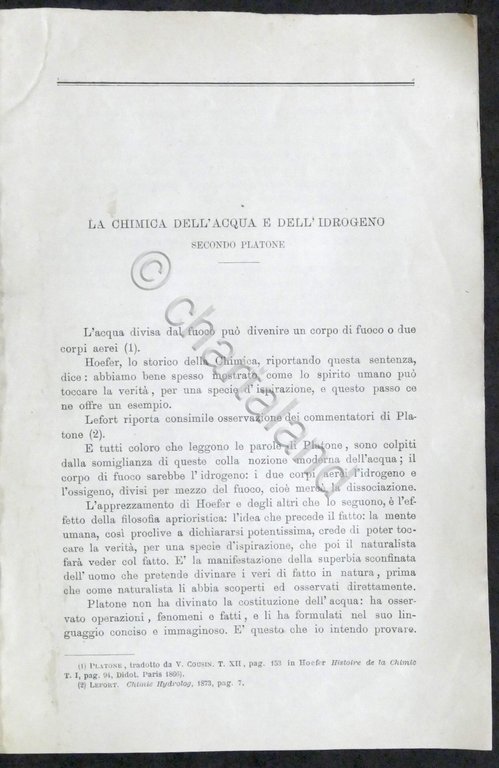 LA CHIMICA DELL'ACQUA E DELL'IDROGENO
SECONDO PLATONE
L'acqua divisa dal fuoco può divenire un corpo di fuoco o due
corpi aerei (1).
Hoefer, lo storico della Chimica, riportando questa sentenza,
dice: abbiamo bene spesso mostrato come lo spirito umano può
toccare la verità, per una specie d'ispirazione, e questo passo ce
ne offre un esempio.
Lefort riporta consimile osservazione dei commentatori di Pla-
tone (2).
E tutti coloro che leggono le parole di Platone, sono colpiti
dalla somiglianza di queste colla nozione moderna dell'acqua; il
corpo di fuoco sarebbe l'idrogeno: i due corpi aerei l'idrogeno e
l'ossigeno, divisi per mezzo del fuoco, cioè mercè la dissociazione.
L'apprezzamento di Hoefer e degli altri che lo seguono, è l'ef-
fetto della filosofia aprioristica: l'idea che precede il fatto: la mente
umana, così proclive a dichiararsi potentissima, crede di poter toc-
care la verità, per una specie d'ispirazione, che poi il naturalista
farà veder col fatto. E' la manifestazione della superbia sconfinata
dell'uomo che pretende divinare i veri di fatto in natura, prima
che come naturalista li abbia scoperti ed osservati direttamente.
Platone non ha divinato la costituzione dell'acqua: ha osser-
vato operazioni, fenomeni e fatti, e li ha formulati nel suo lin-
guaggio conciso e immaginoso. E' questo che io intendo provare.
(1) PLATONE, tradotto da V. COUSIN. T. XII, pag. 153 in Hoefer Histoire de la Chimie
T. I, pag. 94, Didot. Paris 1866).
(2) LEFORT. Chimie Hydrolog, 1873, pag. 7.
© chartaland